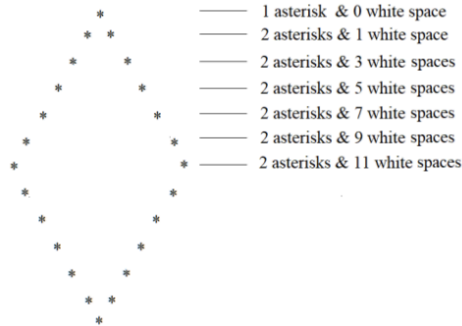 * 1 asterisk & 0 white space
* * 2 asterisks & 1 white space
* * 2 asterisks & 3 white spaces
* * 2 asterisks & 5 white spaces
* * 2 asterisks & 7 white spaces
* * 2 asterisks & 9 white spaces
* * 2 asterisks & 11 white spaces
* *
* *
* *
* *
* *
*